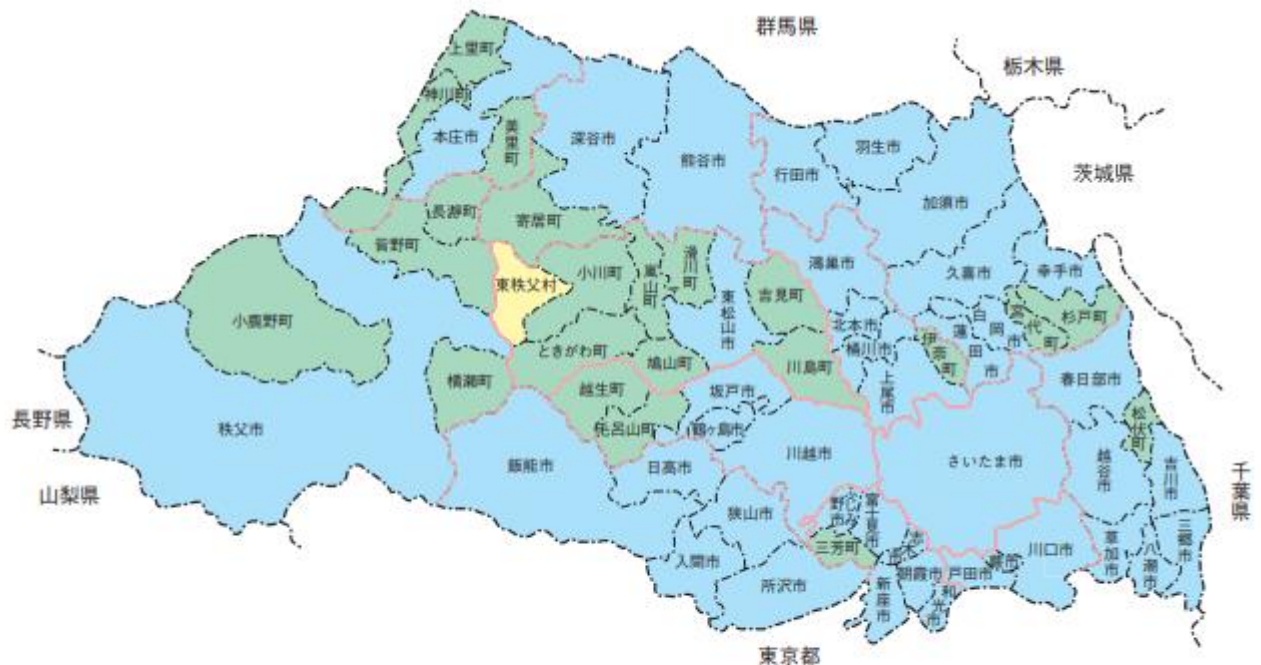 群馬県
栃木県
茨城県
千葉県
東京都
山梨県
長野県
上里町
神川町
本庄市
美里町
深谷市
熊谷市
行田市
羽生市
加須市
長瀞町
皆野町
寄居町
小鹿野町
秩父市
横瀬町
東秩父村
小川町
嵐山町
滑川町
東松山市
吉見町
鴻巣市
久喜市
幸手市
北本市
桶川市
伊奈町
蓮田市
白岡市
宮代町
杉戸町
ときがわ町
鳩山町
川島町
上尾市
春日部市
越生町
毛呂山町
坂戸市
鶴ヶ島市
松伏町
飯能市
日高市
川越市
さいたま市
越谷市
吉川市
狭山市
ふじみ野市
富士見市
三芳町
志木市
朝霞市
和光市
新座市
戸田市
蕨市
川口市
草加市
八潮市
三郷市
入間市
所沢市